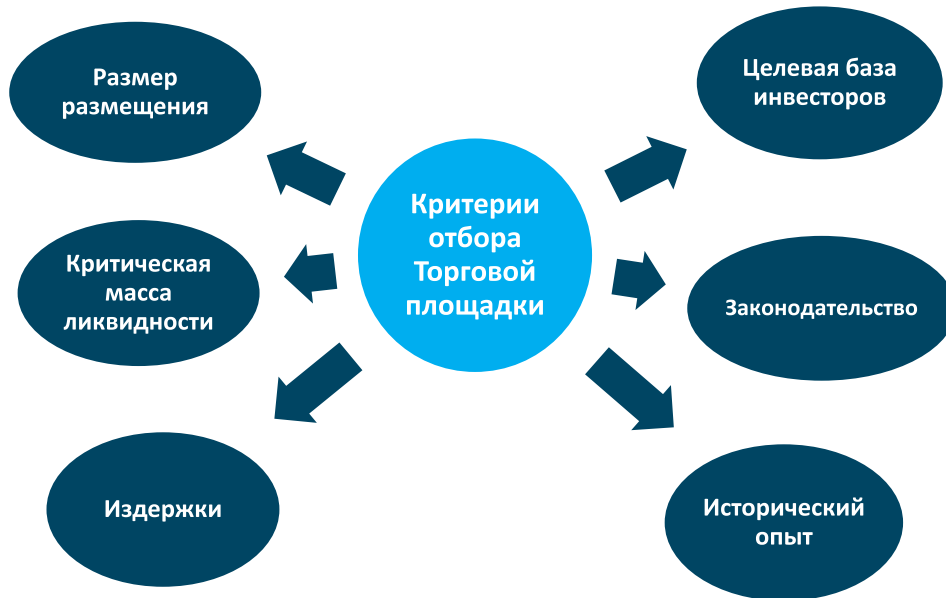 Размер
размещения
Целевая база
инвесторов
Критерии
отбора
Торговой
площадки
Критическая
масса
ликвидности
Законодательство
Издержки
Исторический
опыт